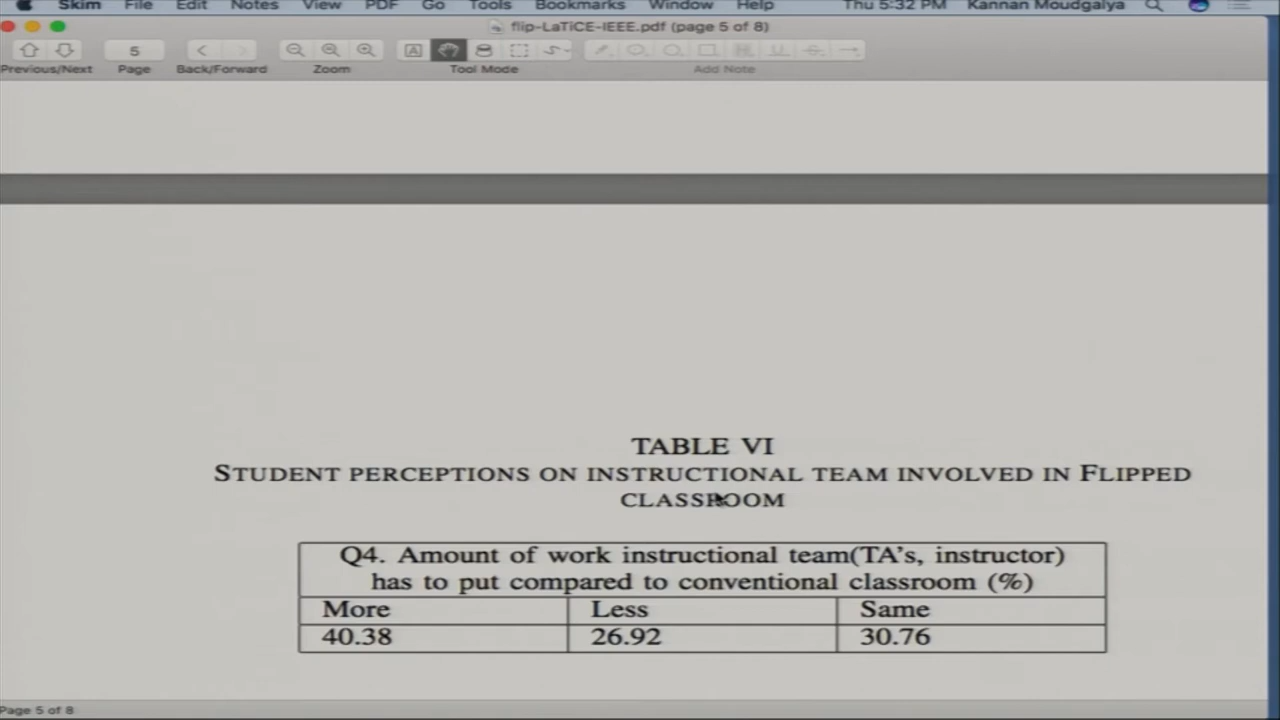 Skim File Edit Notes View PDF Go Tools Bookmarks Window Help Thu 5:32 PM Kannan Moudgalya
flip-LaTiCE-IEEE.pdf (page 5 of 8)
5
Previous/Next Page Back/Forward Zoom Tool Mode Add Note
TABLE VI
STUDENT PERCEPTIONS ON INSTRUCTIONAL TEAM INVOLVED IN FLIPPED
CLASSROOM
Q4. Amount of work instructional team(TA's, instructor)
has to put compared to conventional classroom (%)
More Less Same
40.38 26.92 30.76
Page 5 of 8